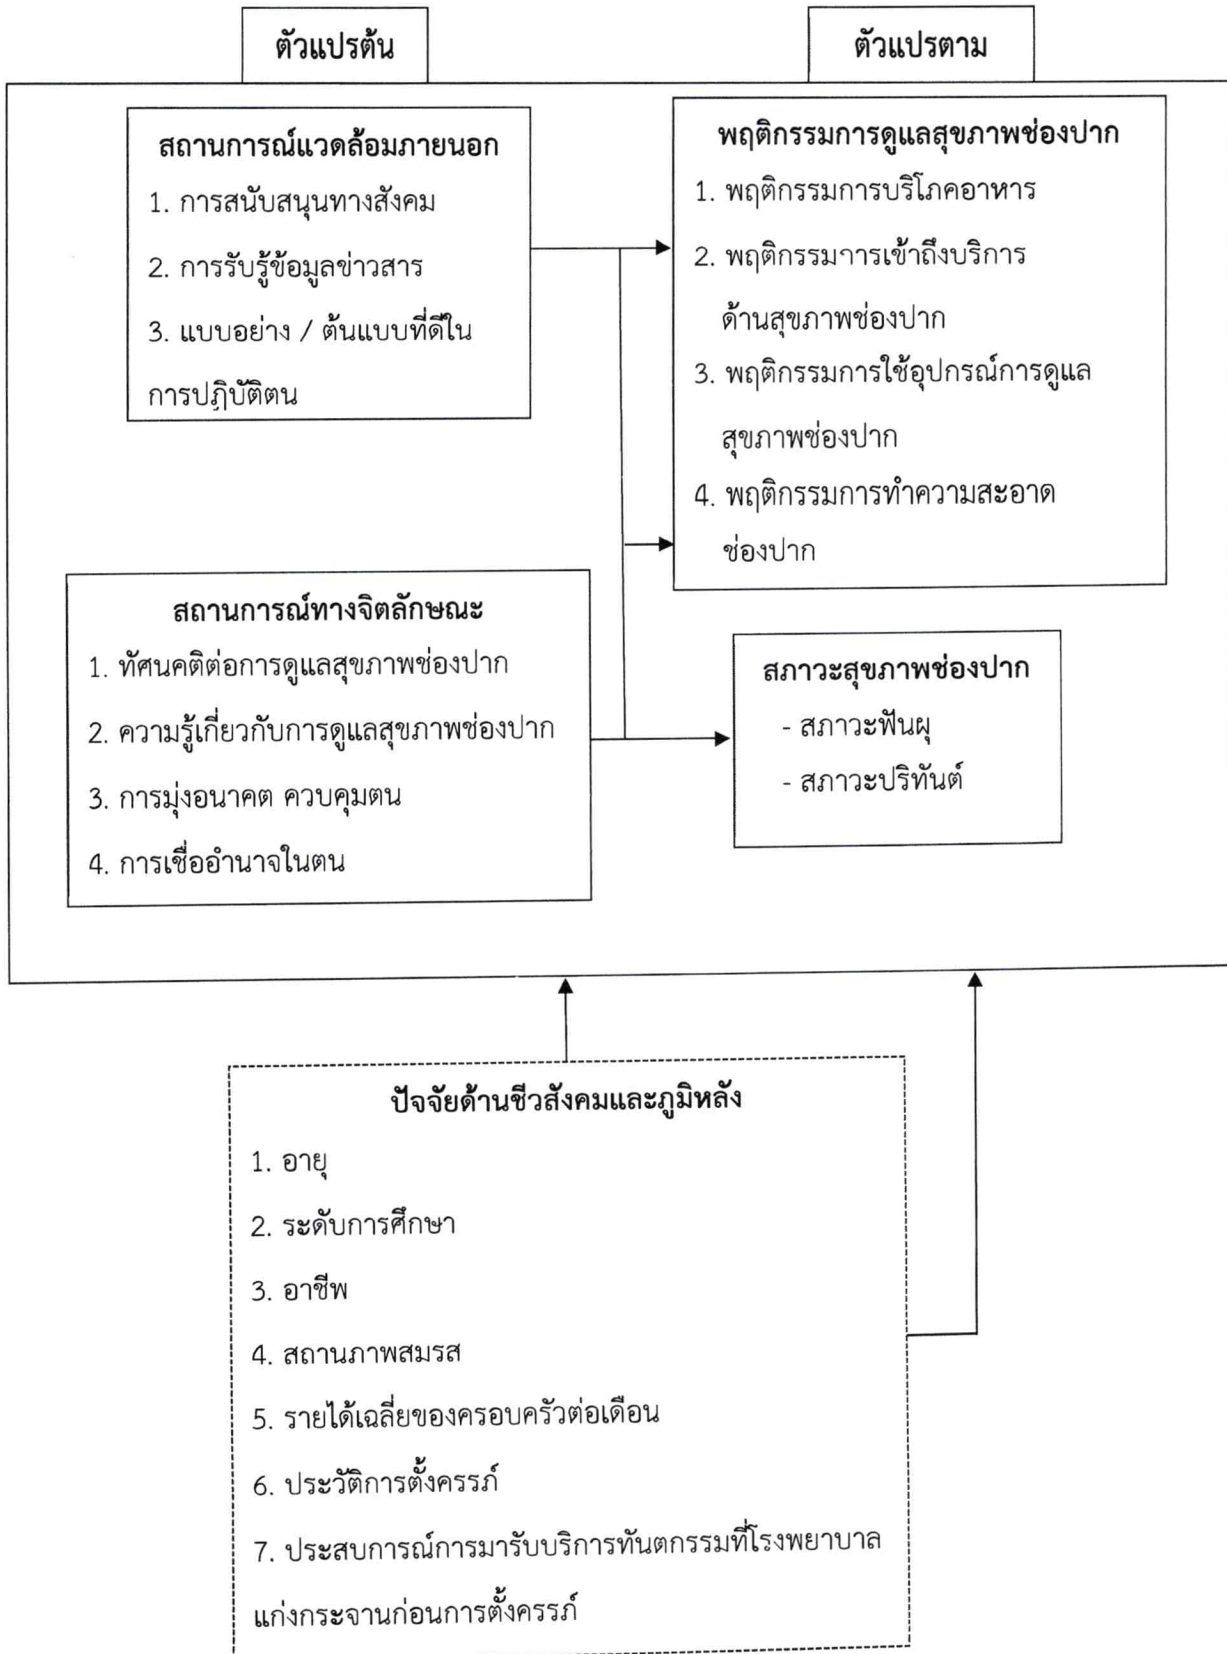 ตัวแปรต้น
ตัวแปรตาม
สถานการณ์แวดล้อมภายนอก
1. การสนับสนุนทางสังคม
2. การรับรู้ข้อมูลข่าวสาร
3. แบบอย่าง / ต้นแบบที่ดีใน
การปฏิบัติตน
พฤติกรรมการดูแลสุขภาพช่องปาก
1. พฤติกรรมการบริโภคอาหาร
2. พฤติกรรมการเข้าถึงบริการ
ด้านสุขภาพช่องปาก
3. พฤติกรรมการใช้อุปกรณ์การดูแล
สุขภาพช่องปาก
4. พฤติกรรมการทำความสะอาด
ช่องปาก
สถานการณ์ทางจิตลักษณะ
1. ทัศนคติต่อการดูแลสุขภาพช่องปาก
2. ความรู้เกี่ยวกับการดูแลสุขภาพช่องปาก
3. การมุ่งอนาคต ควบคุมตน
4. การเชื่ออำนาจในตน
สภาวะสุขภาพช่องปาก
- สภาวะฟันผุ
- สภาวะปริทันต์
ปัจจัยด้านชีวสังคมและภูมิหลัง
1. อายุ
2. ระดับการศึกษา
3. อาชีพ
4. สถานภาพสมรส
5. รายได้เฉลี่ยของครอบครัวต่อเดือน
6. ประวัติการตั้งครรภ์
7. ประสบการณ์การมารับบริการทันตกรรมที่โรงพยาบาล
แก่งกระจานก่อนการตั้งครรภ์